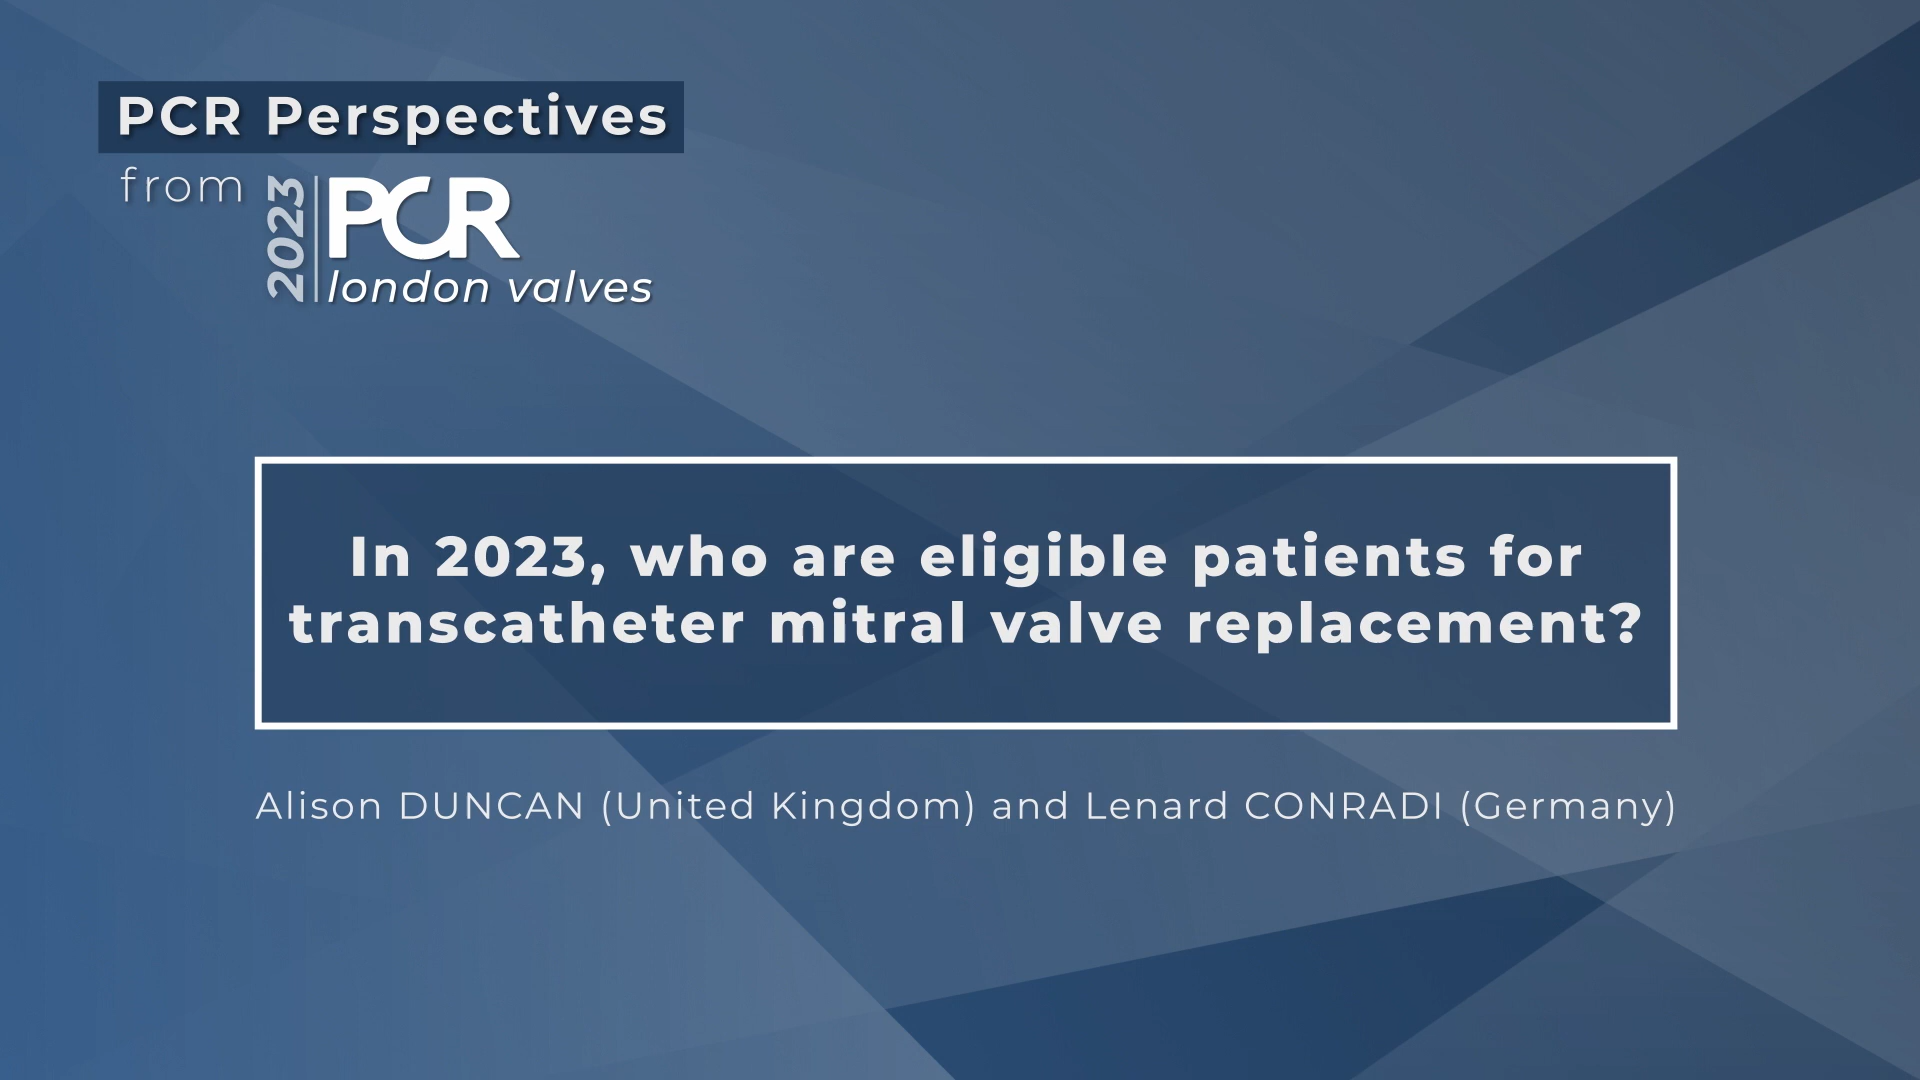 PCR Perspectives
from
2023
PCR
london valves
In 2023, who are eligible patients for
transcatheter mitral valve replacement?
Alison DUNCAN (United Kingdom) and Lenard CONRADI (Germany)